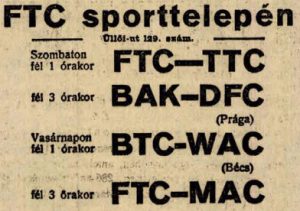 FTC sporttelepén
Üllői-ut 129. szám.
Szombaton
fél 1 órakor FTC—TTC
fél 3 órakor BAK—DFC
(Prága)
Vasárnapon
fél 1 órakor BTC-WAC
(Bécs)
fél 3 órakor FTC—MAC